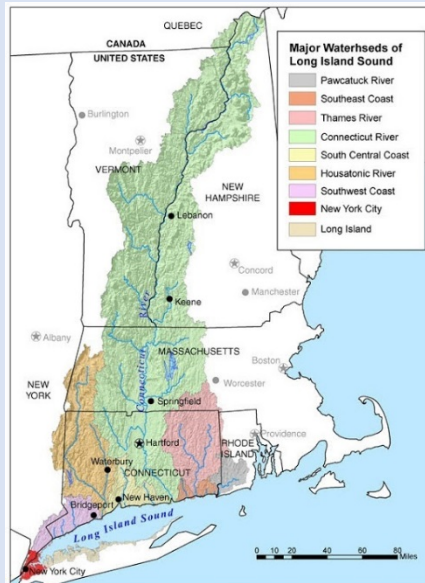 QUEBEC
CANADA
UNITED STATES
Major Waterhseds of
Long Island Sound
Pawcatuck River
Southeast Coast
Thames River
Connecticut River
South Central Coast
Housatonic River
Southwest Coast
New York City
Long Island
Burlington
Montpelier
VERMONT
NEW
HAMPSHIRE
Lebanon
Concord
Manchester
Keene
Connecticut River
Albany
MASSACHUSETTS
Boston
NEW
YORK
Worcester
Springfield
Hartford
Providence
RHODE
ISLAND
Waterbury
CONNECTICUT
New Haven
Bridgeport
Long Island Sound
New York City
0 10 20 40 60 80
Miles